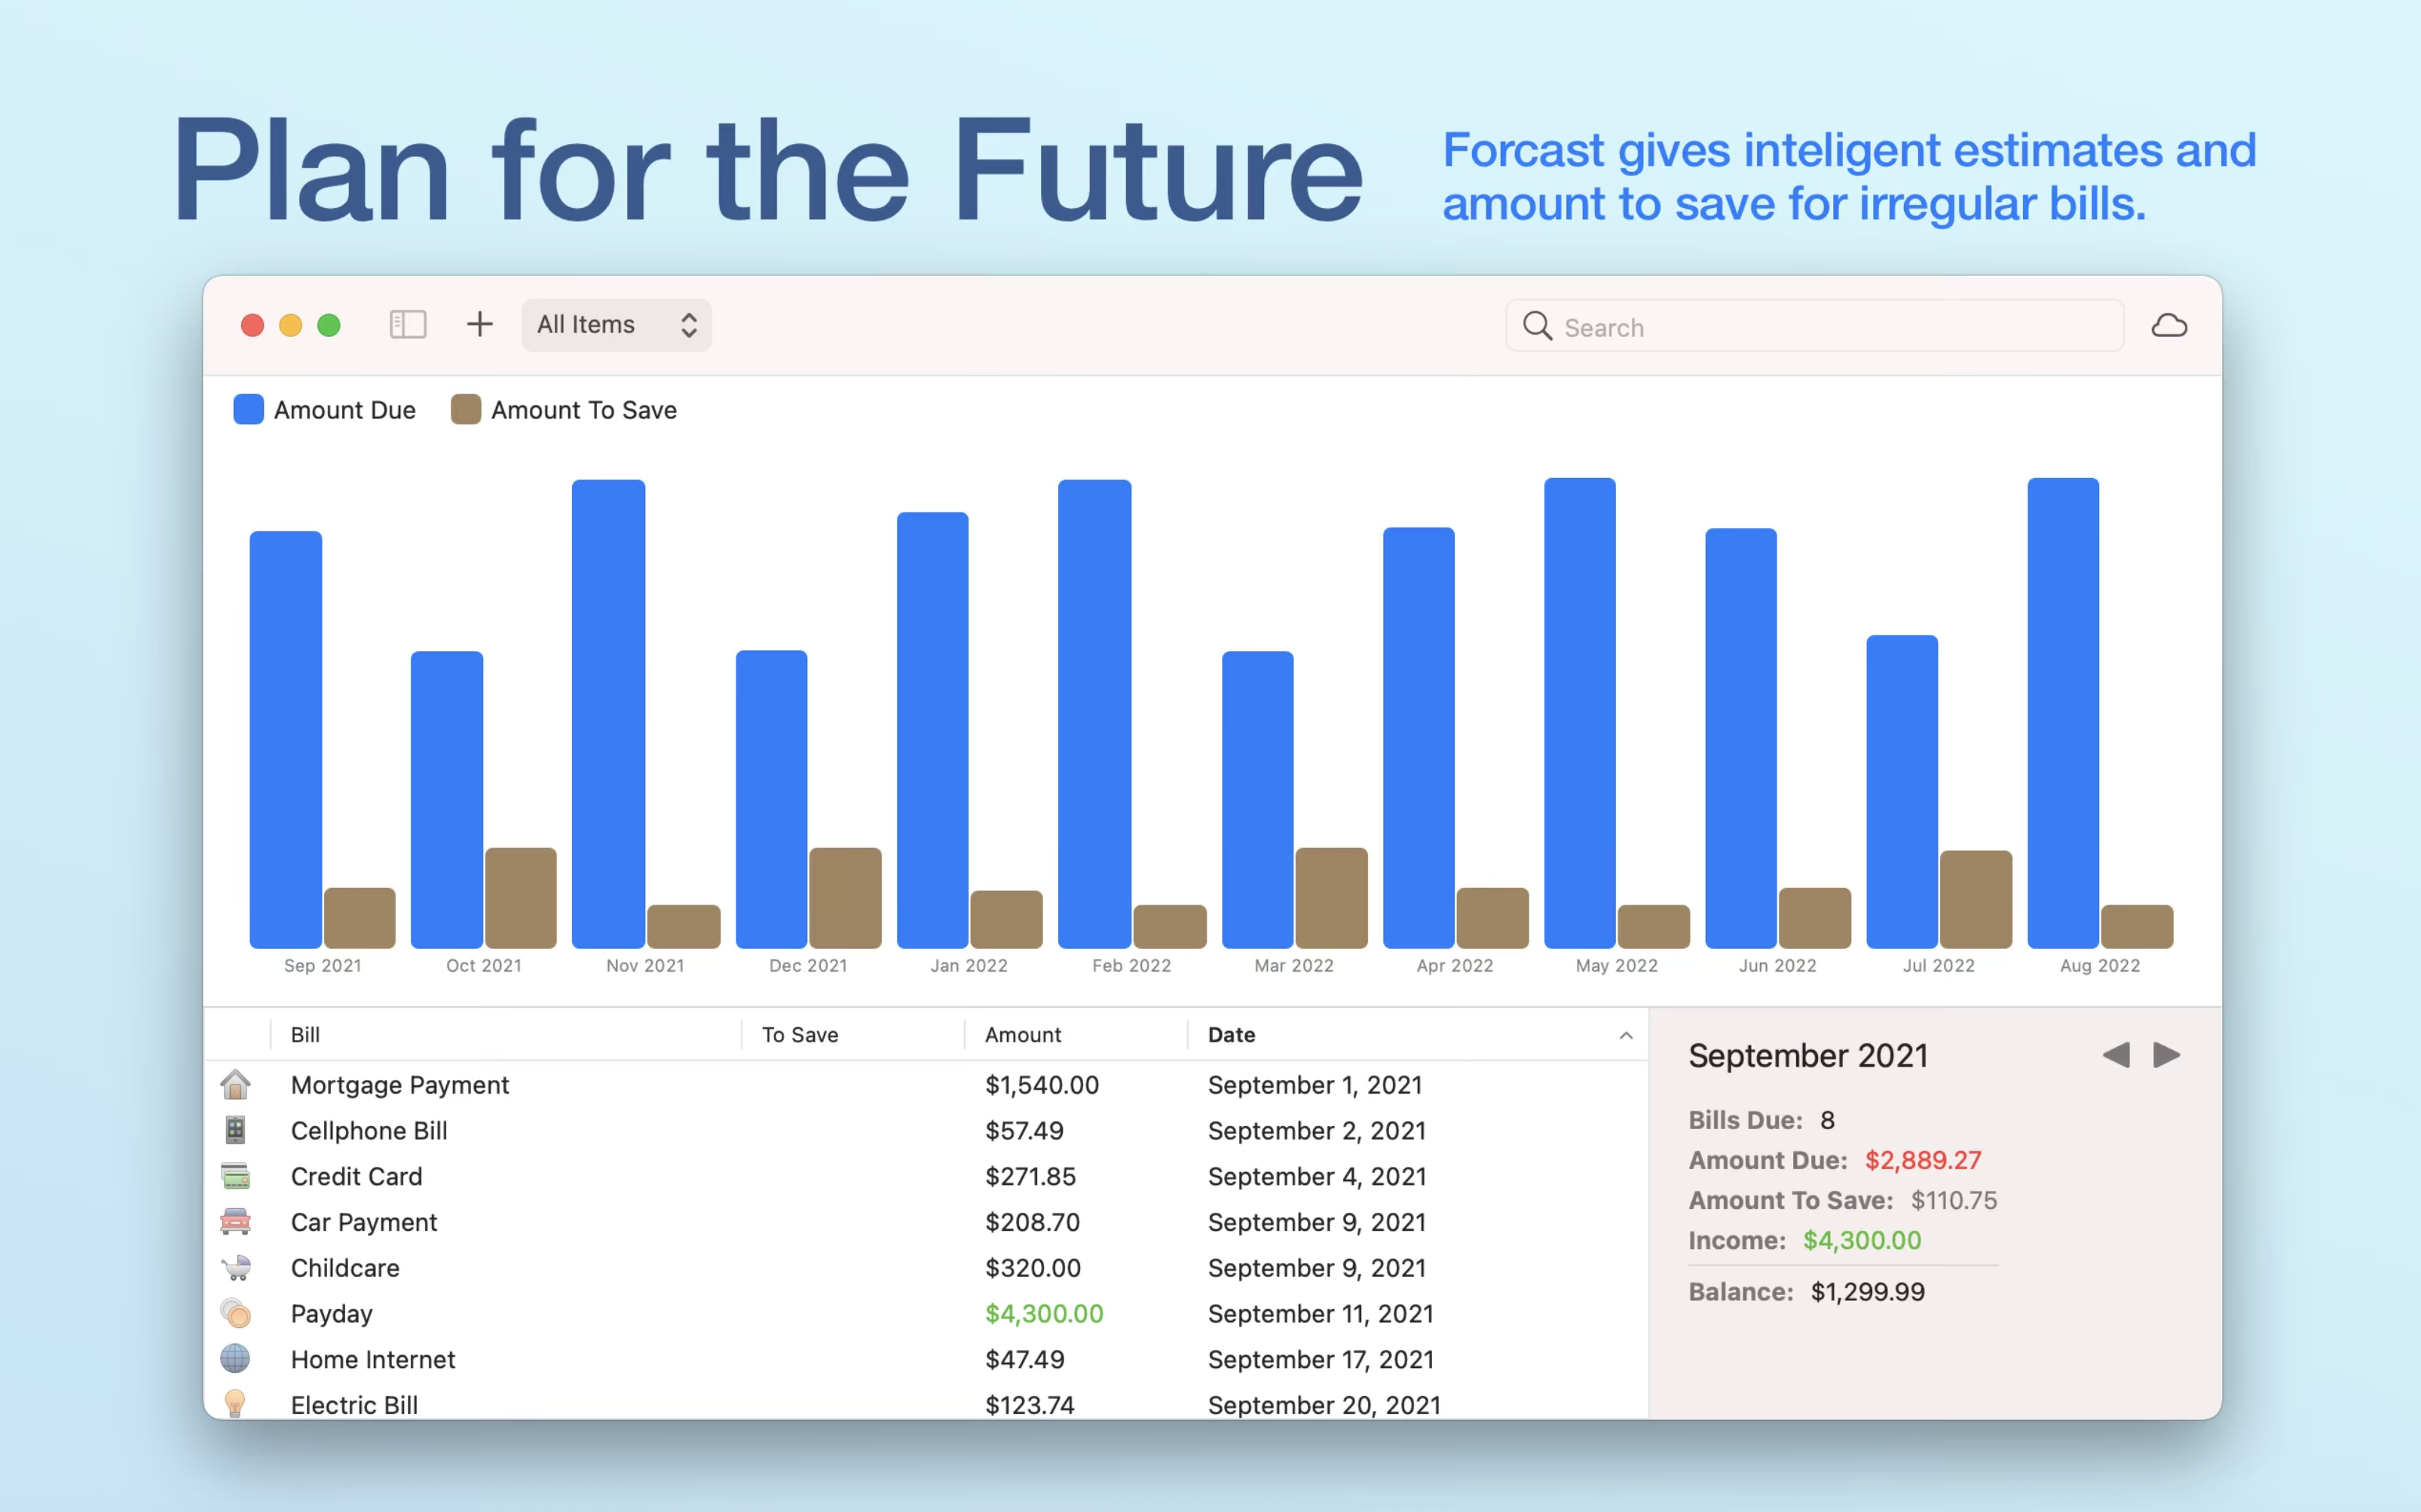 Plan for the Future
Forcast gives inteligent estimates and
amount to save for irregular bills.
All Items
Search
Amount Due
Amount To Save
Sep 2021
Oct 2021
Nov 2021
Dec 2021
Jan 2022
Feb 2022
Mar 2022
Apr 2022
May 2022
Jun 2022
Jul 2022
Aug 2022
Bill To Save Amount Date
Mortgage Payment $1,540.00 September 1, 2021
Cellphone Bill $57.49 September 2, 2021
Credit Card $271.85 September 4, 2021
Car Payment $208.70 September 9, 2021
Childcare $320.00 September 9, 2021
Payday $4,300.00 September 11, 2021
Home Internet $47.49 September 17, 2021
Electric Bill $123.74 September 20, 2021
September 2021
Bills Due: 8
Amount Due: $2,889.27
Amount To Save: $110.75
Income: $4,300.00
Balance: $1,299.99